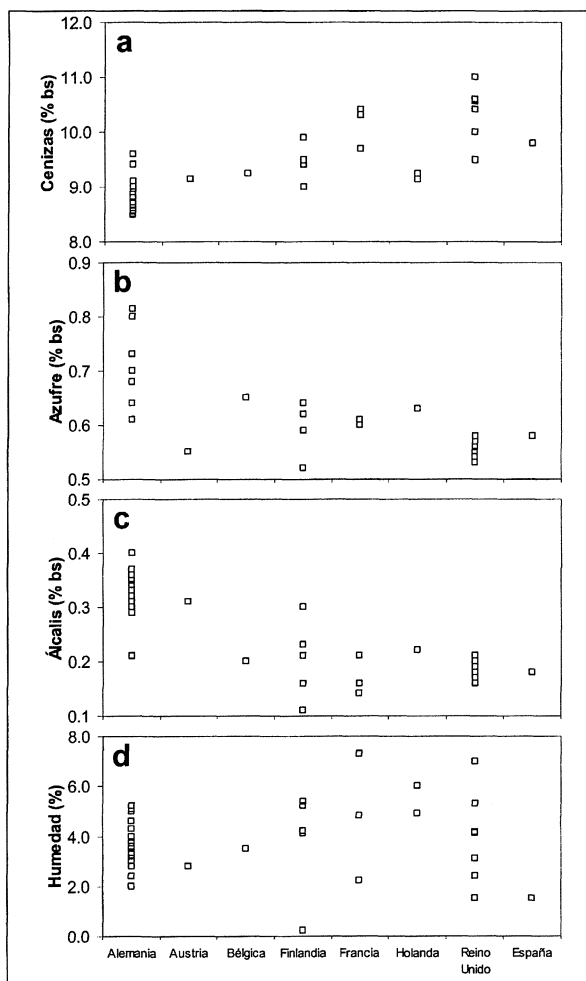 a
Cenizas (% bs)
12.0
11.0
10.0
9.0
8.0
b
Azufre (% bs)
0.9
0.8
0.7
0.6
0.5
c
Álcalis (% bs)
0.5
0.4
0.3
0.2
0.1
d
Humedad (%)
8.0
6.0
4.0
2.0
0.0
Alemania Austria Bélgica Finlandia Francia Holanda Reino Unido España